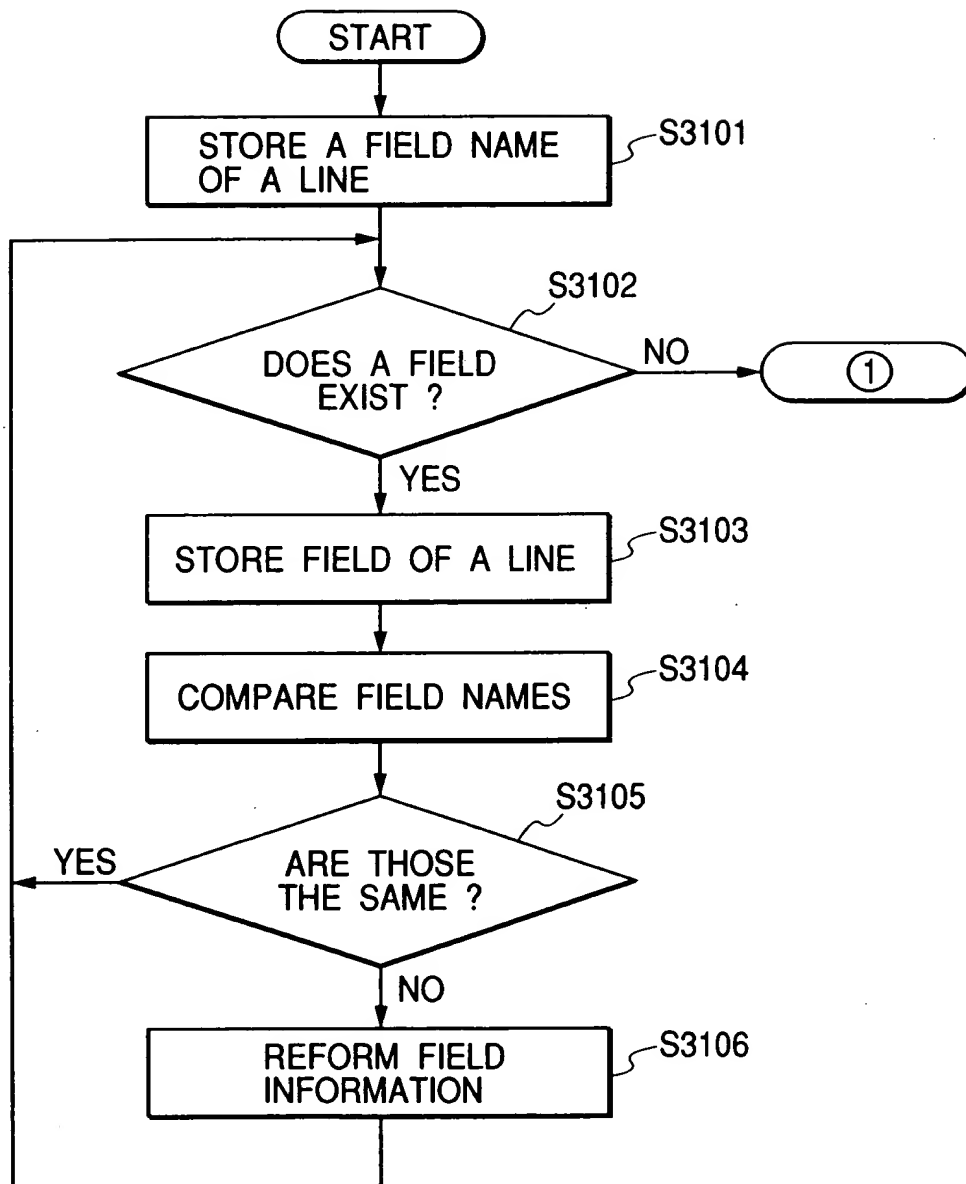 START
STORE A FIELD NAME
OF A LINE
S3101
S3102
DOES A FIELD
EXIST ?
NO
①
YES
STORE FIELD OF A LINE
S3103
COMPARE FIELD NAMES
S3104
S3105
YES
ARE THOSE
THE SAME ?
NO
REFORM FIELD
INFORMATION
S3106